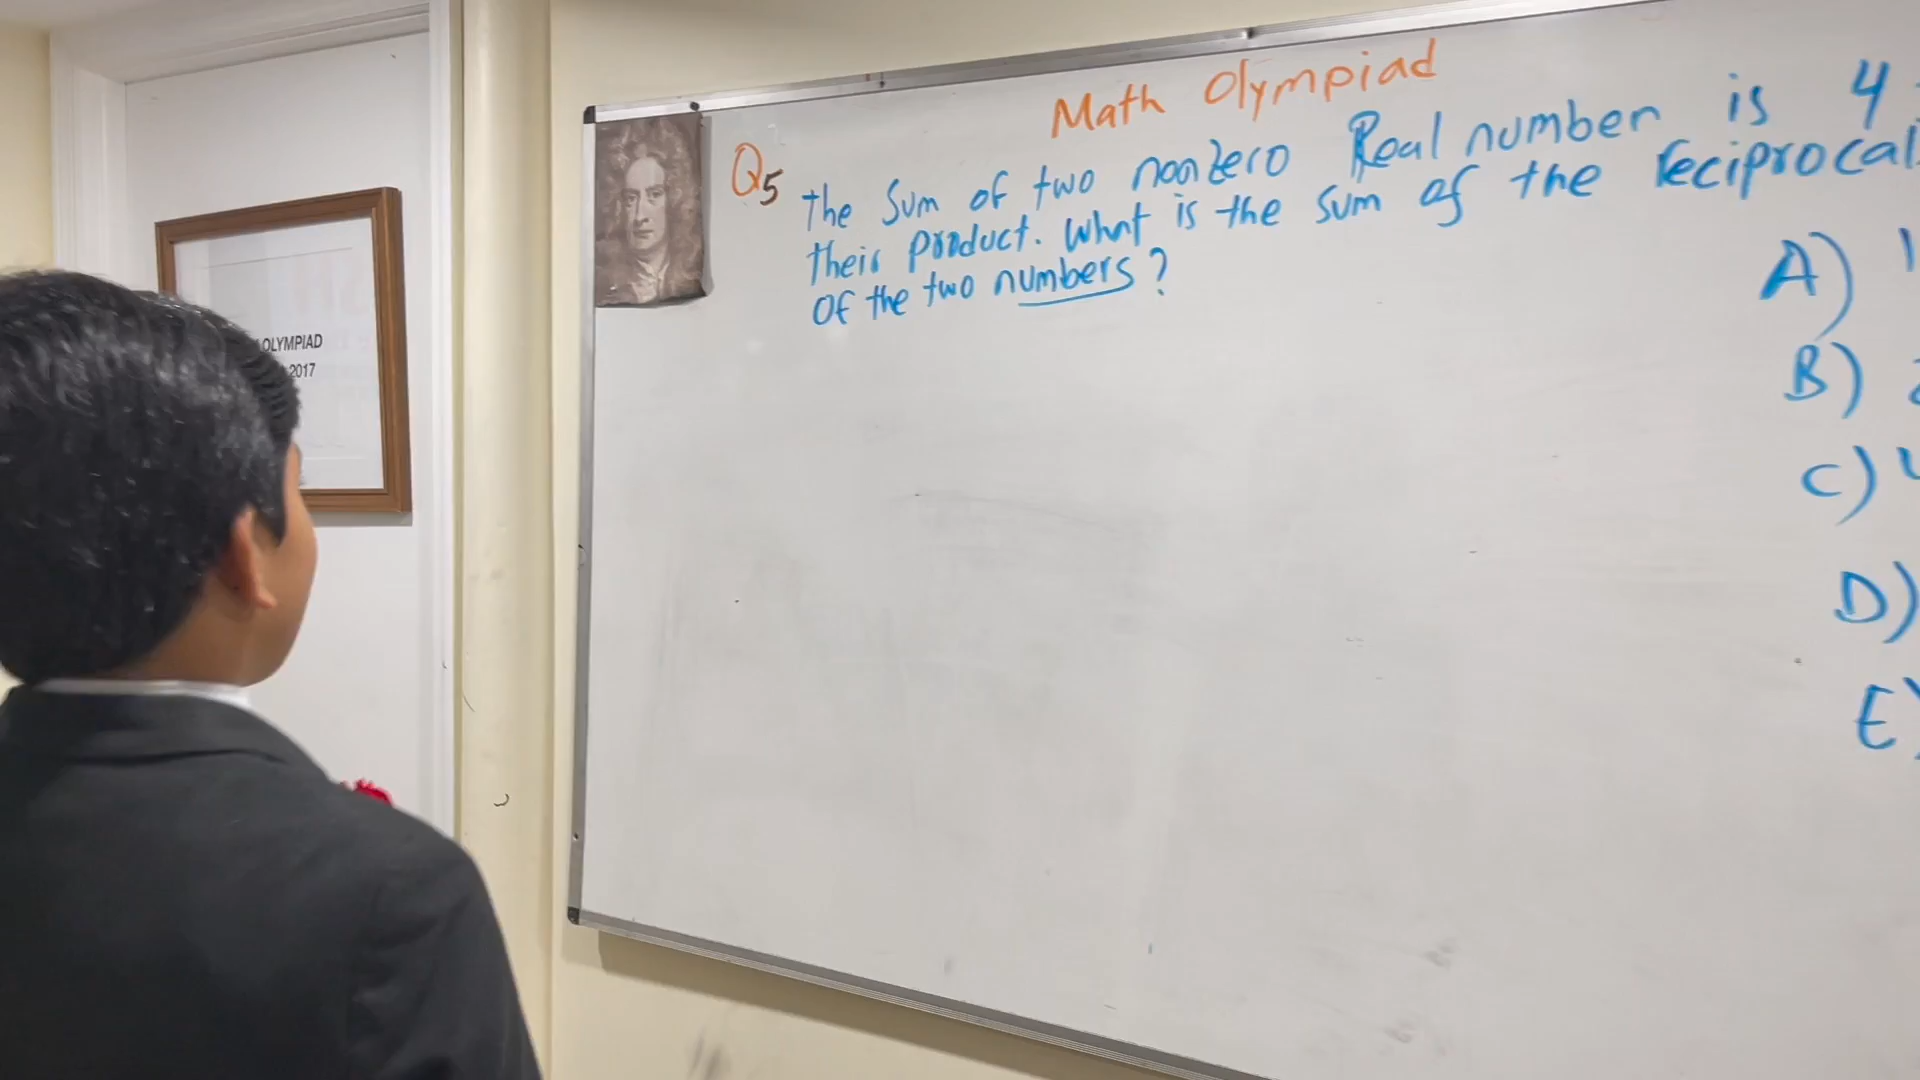 Math Olympiad
Q5 the Sum of two nonzero Real number is 4
their product. What is the sum of the reciprocal
Of the two numbers?
A) 1
B)
C)
D)
E)
OLYMPIAD
2017